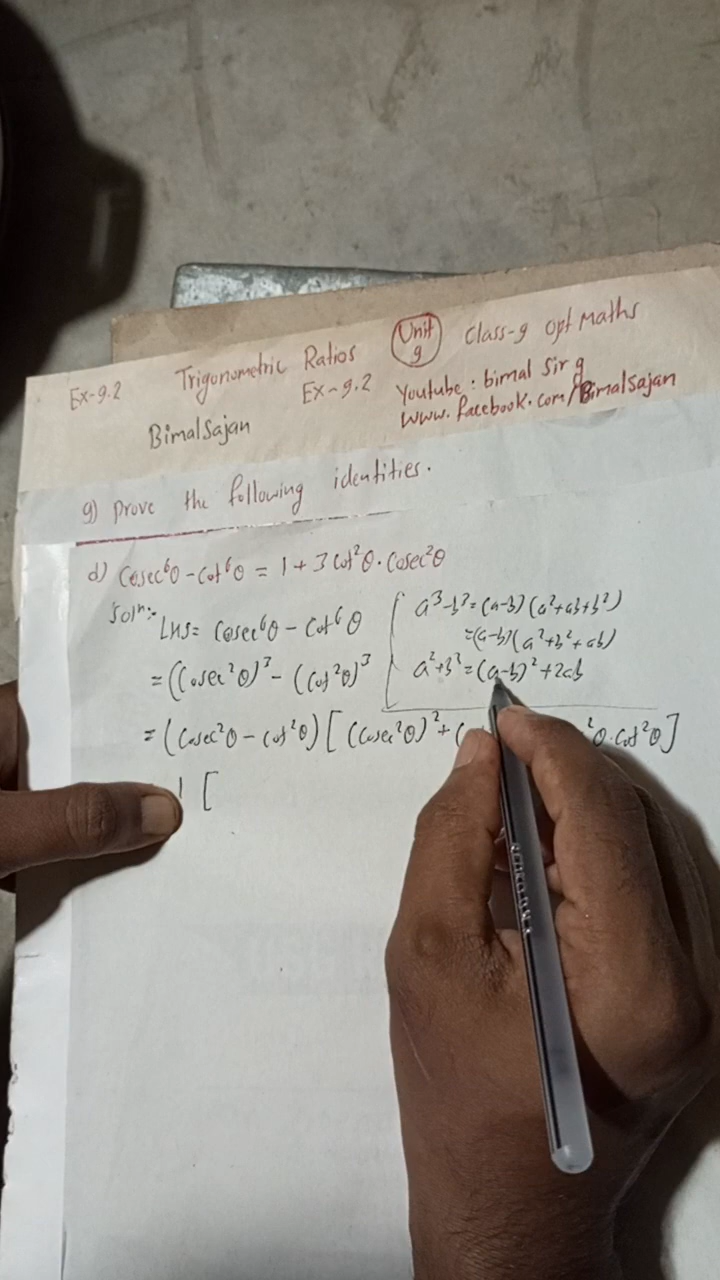 Ex-9.2 Trigonometric Ratios Ex-9.2 Unit 9 Class-9 opt Maths
BimalSajan Youtube : bimal Sir g
www.facebook.com/BimalSajan
9) Prove the following identities.
d) Cosec⁶θ - Cot⁶θ = 1 + 3 Cot²θ . Cosec²θ
Solⁿ:-
LHS = Cosec⁶θ - Cot⁶θ
= (Cosec²θ)³ - (Cot²θ)³
a³-b³ = (a-b) (a²+ab+b²)
= (a-b) (a²+b²+ab)
a²+b² = (a-b)² + 2ab
= (Cosec²θ - Cot²θ) [ (Cosec²θ)² + ( ²θ . Cot²θ ]
1 [
REYNOLDS